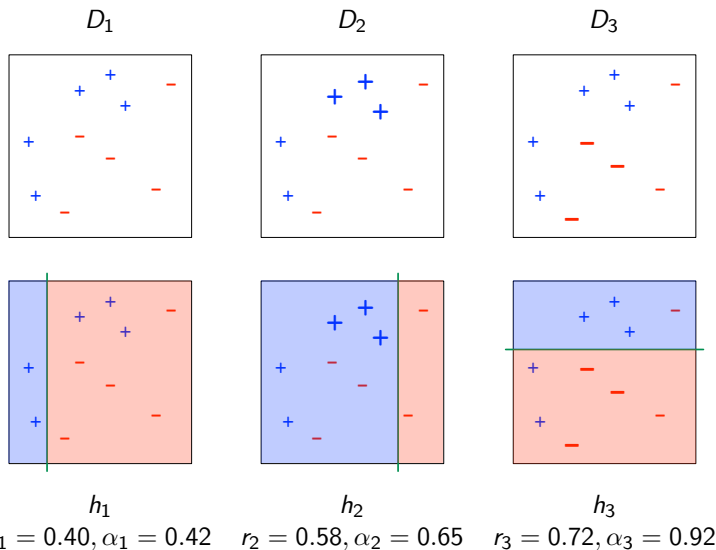 D₁ D₂ D₃
h₁ h₂ h₃
₁ = 0.40, α₁ = 0.42 r₂ = 0.58, α₂ = 0.65 r₃ = 0.72, α₃ = 0.92